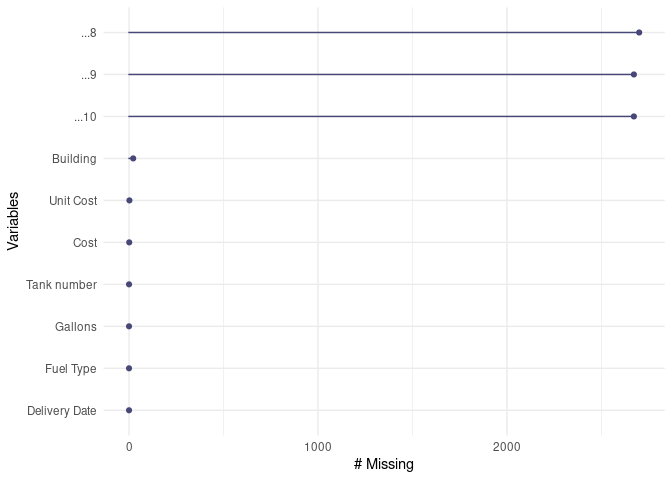 ...8
...9
...10
Building
Unit Cost
Cost
Tank number
Gallons
Fuel Type
Delivery Date
Variables
0
1000
2000
# Missing